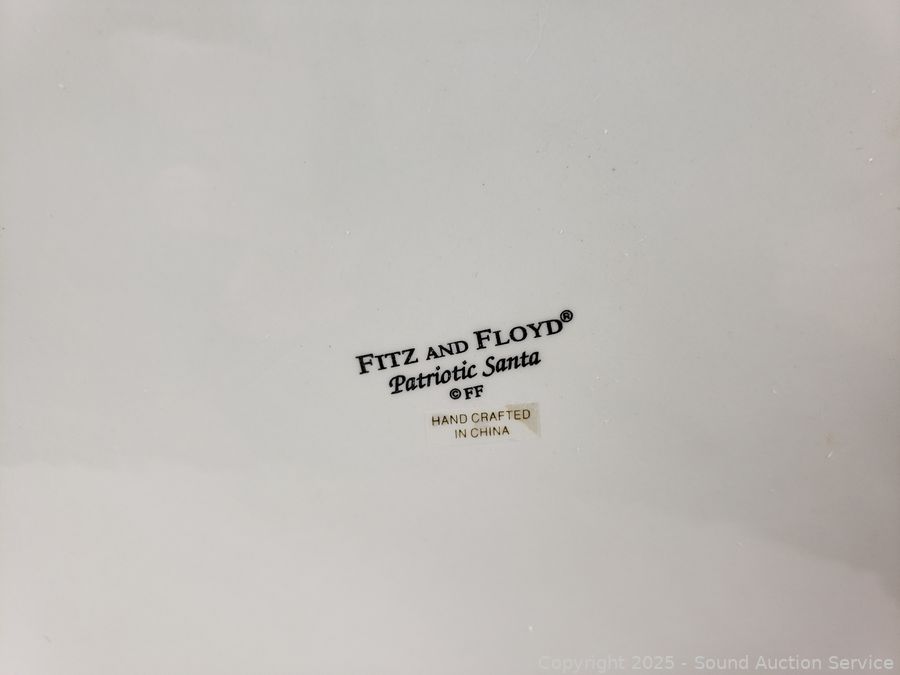 FITZ AND FLOYD®
Patriotic Santa
© FF
HAND CRAFTED
IN CHINA
Copyright 2025 - Sound Auction Service